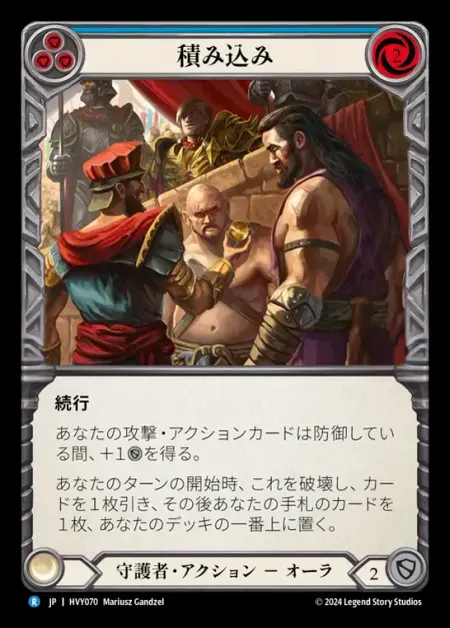 積み込み
2
続行
あなたの攻撃・アクションカードは防御してい
る間、＋1を得る。
あなたのターンの開始時、これを破壊し、カー
ドを１枚引き、その後あなたの手札のカードを
１枚、あなたのデッキの一番上に置く。
守護者・アクション － オーラ
2
R JP | HVY070 Mariusz Gandzel
© 2024 Legend Story Studios